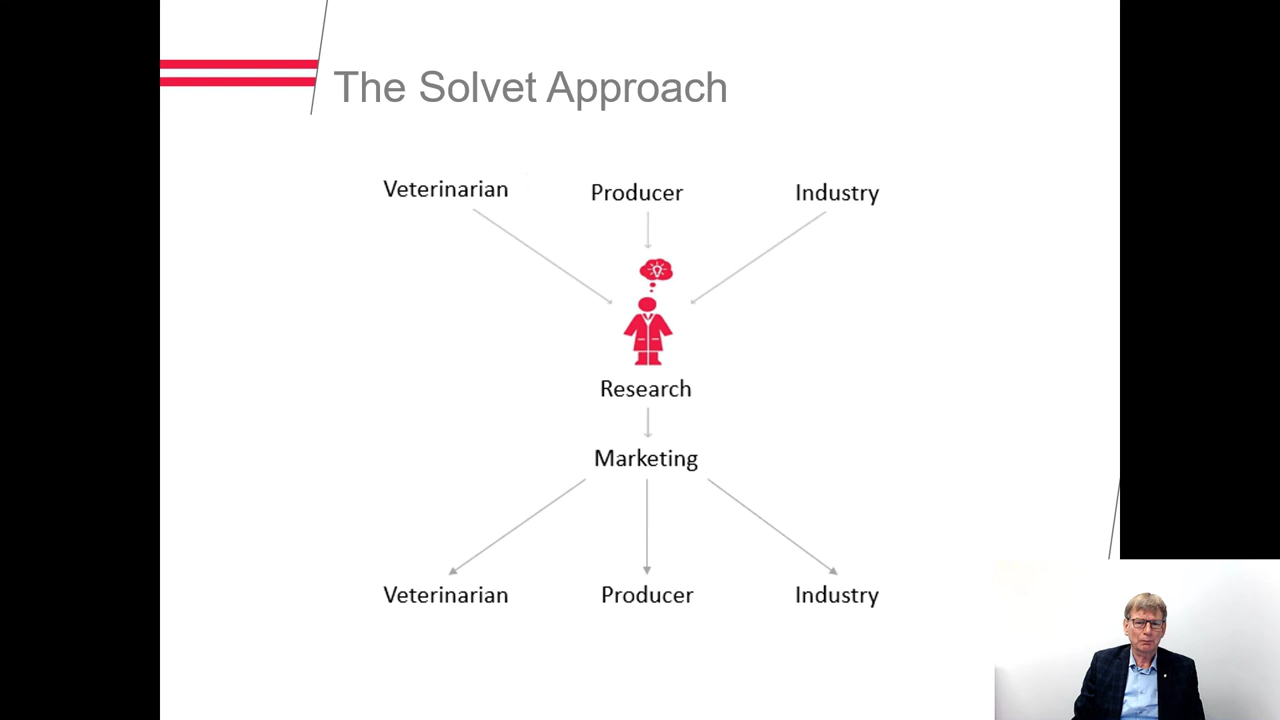 The Solvet Approach
Veterinarian
Producer
Industry
Research
Marketing
Veterinarian
Producer
Industry